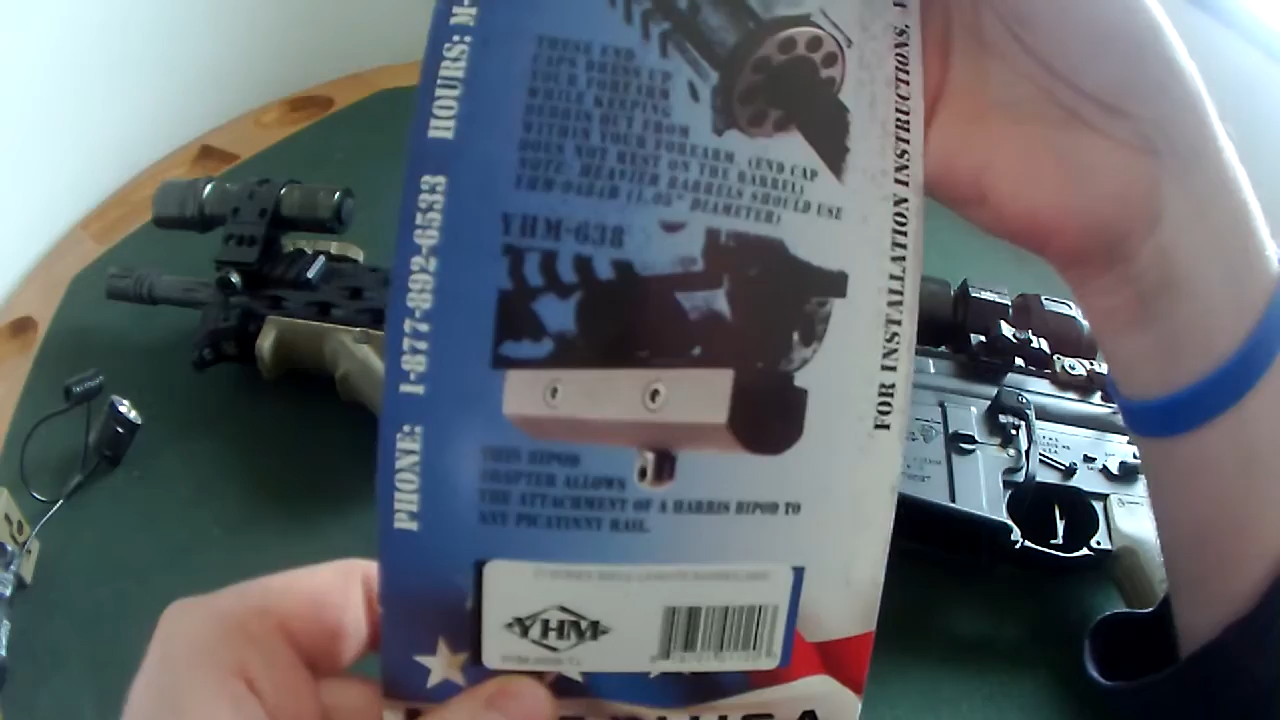 HOURS: M-
PHONE: 1-877-892-6533
THESE END
CAPS DRESS UP
YOUR FOREARM
WHILE KEEPING
DEBRIS OUT FROM
WITHIN YOUR FOREARM. (END CAP
DOES NOT REST ON THE BARREL)
NOTE: HEAVIER BARRELS SHOULD USE
(1.05" DIAMETER)
YHM-638
THIS BIPOD
ADAPTER ALLOWS
THE ATTACHMENT OF A HARRIS BIPOD TO
ANY PICATINNY RAIL.
FOR INSTALLATION INSTRUCTIONS,
YHM
USA